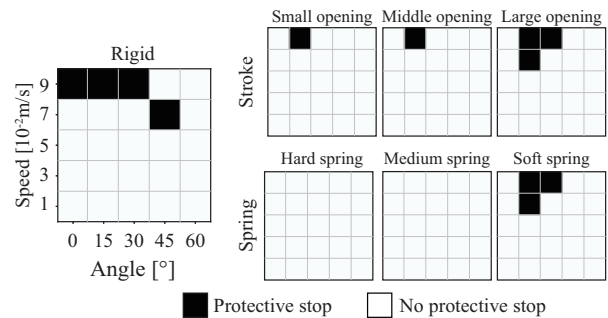 Rigid
Speed [10⁻²m/s]
9
7
5
3
1
0 15 30 45 60
Angle [°]
Small opening Middle opening Large opening
Stroke
Hard spring Medium spring Soft spring
Spring
Protective stop No protective stop